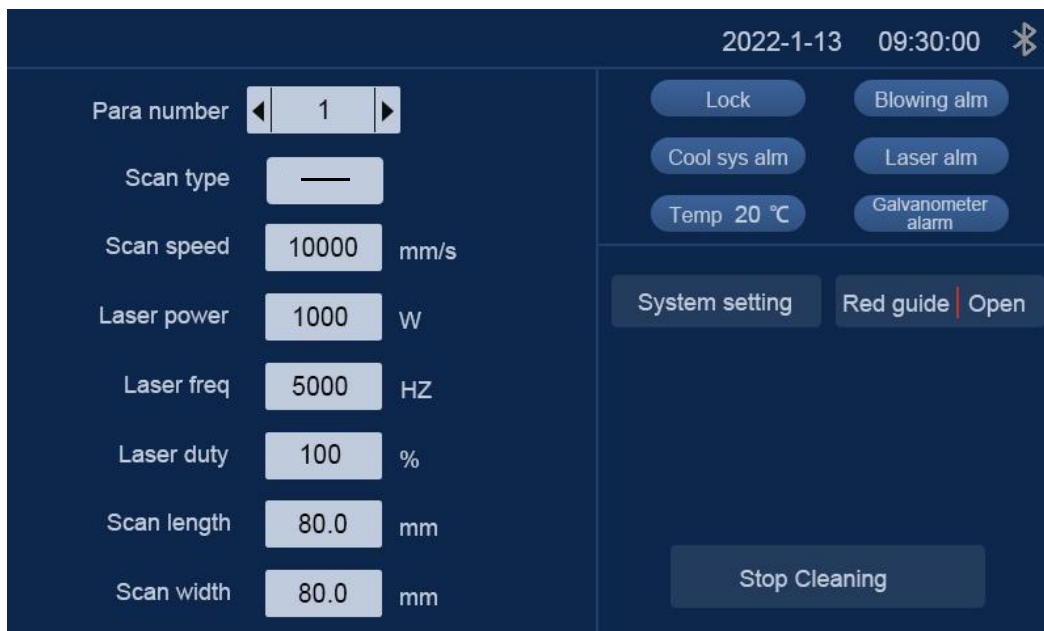 2022-1-13 09:30:00
Para number 1
Scan type
Scan speed 10000 mm/s
Laser power 1000 W
Laser freq 5000 HZ
Laser duty 100 %
Scan length 80.0 mm
Scan width 80.0 mm
Lock Blowing alm
Cool sys alm Laser alm
Temp 20 ℃ Galvanometer
alarm
System setting Red guide Open
Stop Cleaning